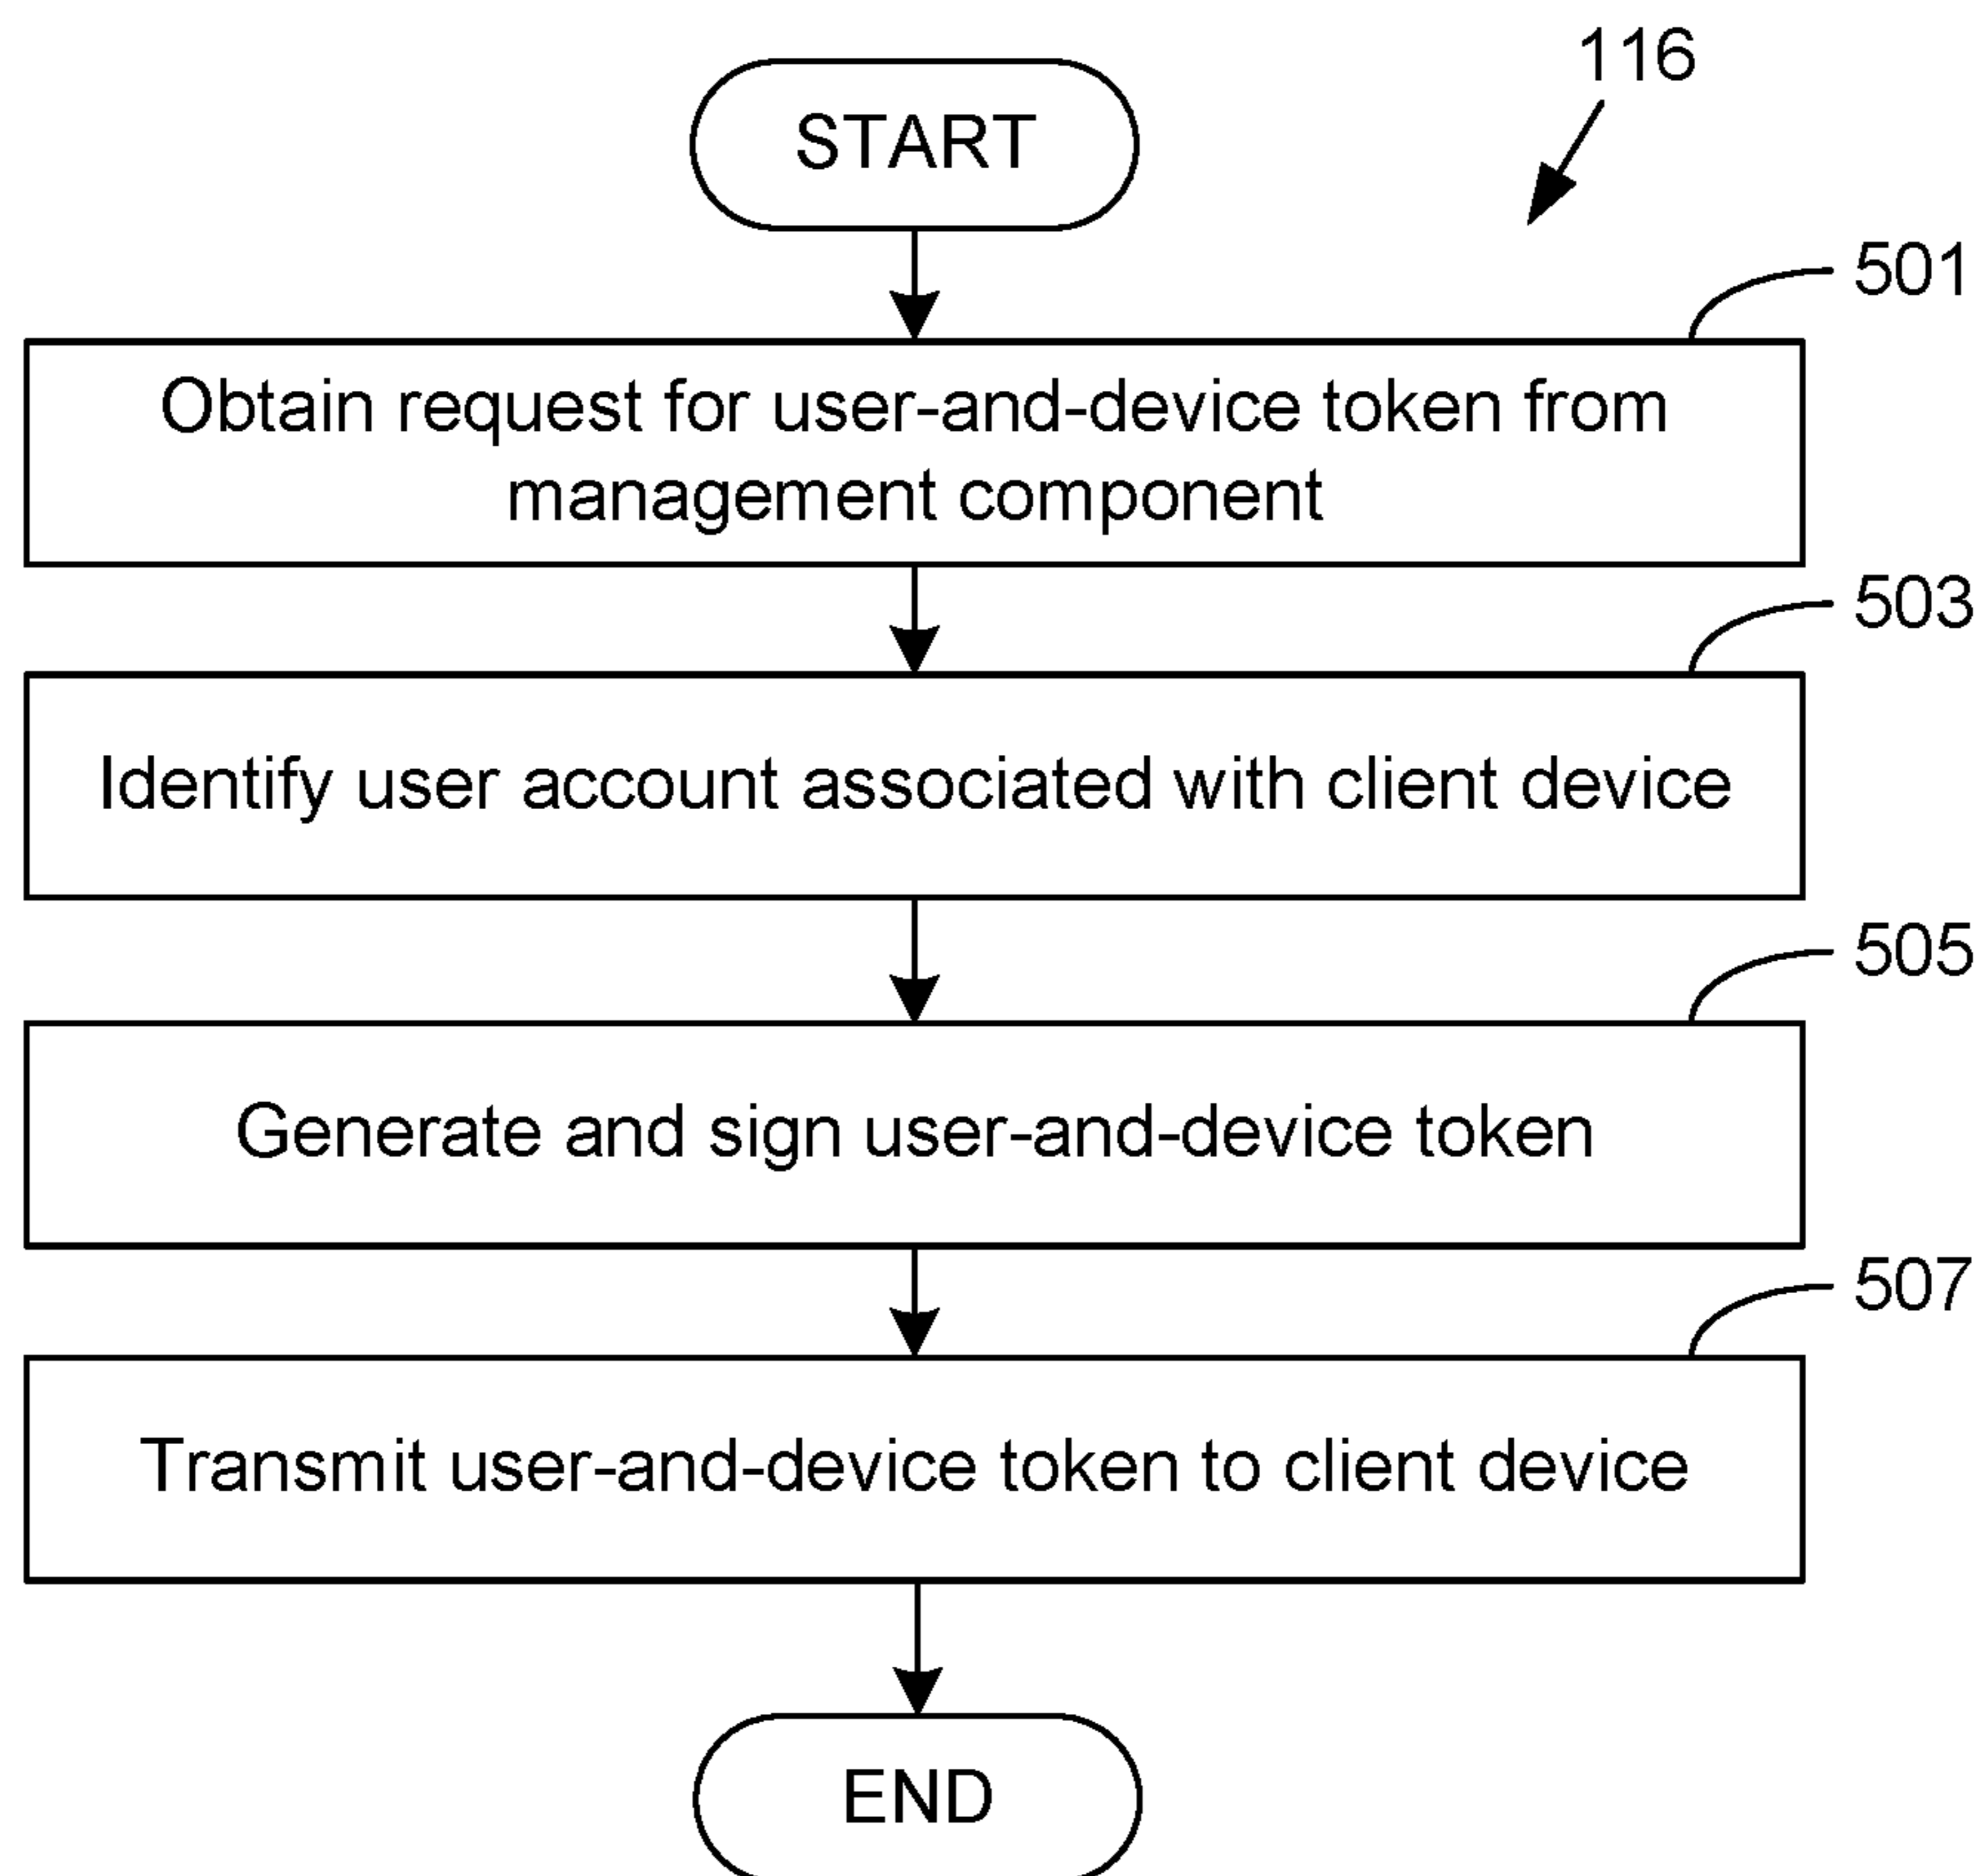 116
START
501
Obtain request for user-and-device token from
management component
503
Identify user account associated with client device
505
Generate and sign user-and-device token
507
Transmit user-and-device token to client device
END